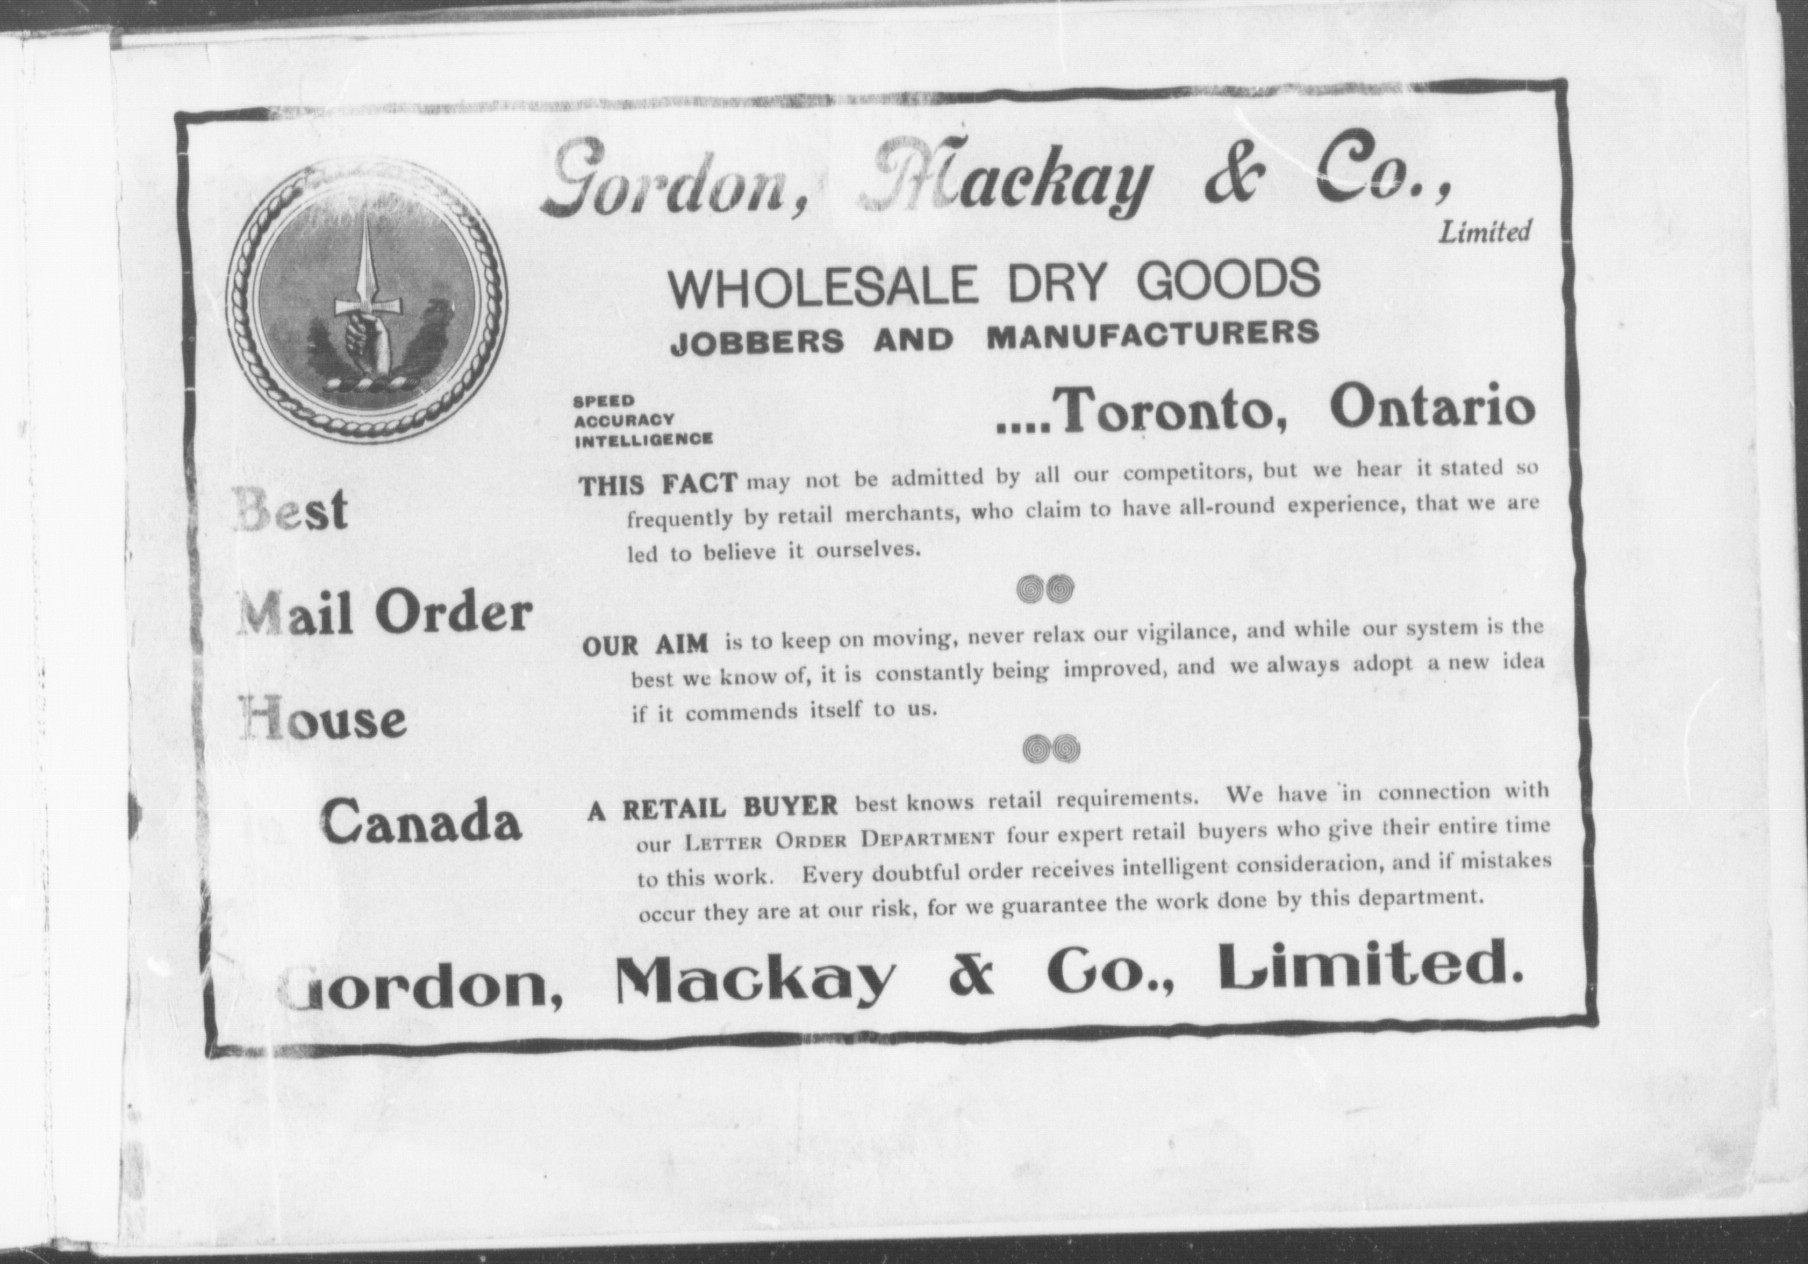 Gordon, Mackay & Co.,
Limited
WHOLESALE DRY GOODS
JOBBERS AND MANUFACTURERS
SPEED
ACCURACY
INTELLIGENCE
....Toronto, Ontario
Best
Mail Order
House
in Canada
THIS FACT may not be admitted by all our competitors, but we hear it stated so
frequently by retail merchants, who claim to have all-round experience, that we are
led to believe it ourselves.
OUR AIM is to keep on moving, never relax our vigilance, and while our system is the
best we know of, it is constantly being improved, and we always adopt a new idea
if it commends itself to us.
A RETAIL BUYER best knows retail requirements. We have in connection with
our LETTER ORDER DEPARTMENT four expert retail buyers who give their entire time
to this work. Every doubtful order receives intelligent consideration, and if mistakes
occur they are at our risk, for we guarantee the work done by this department.
Gordon, Mackay & Co., Limited.